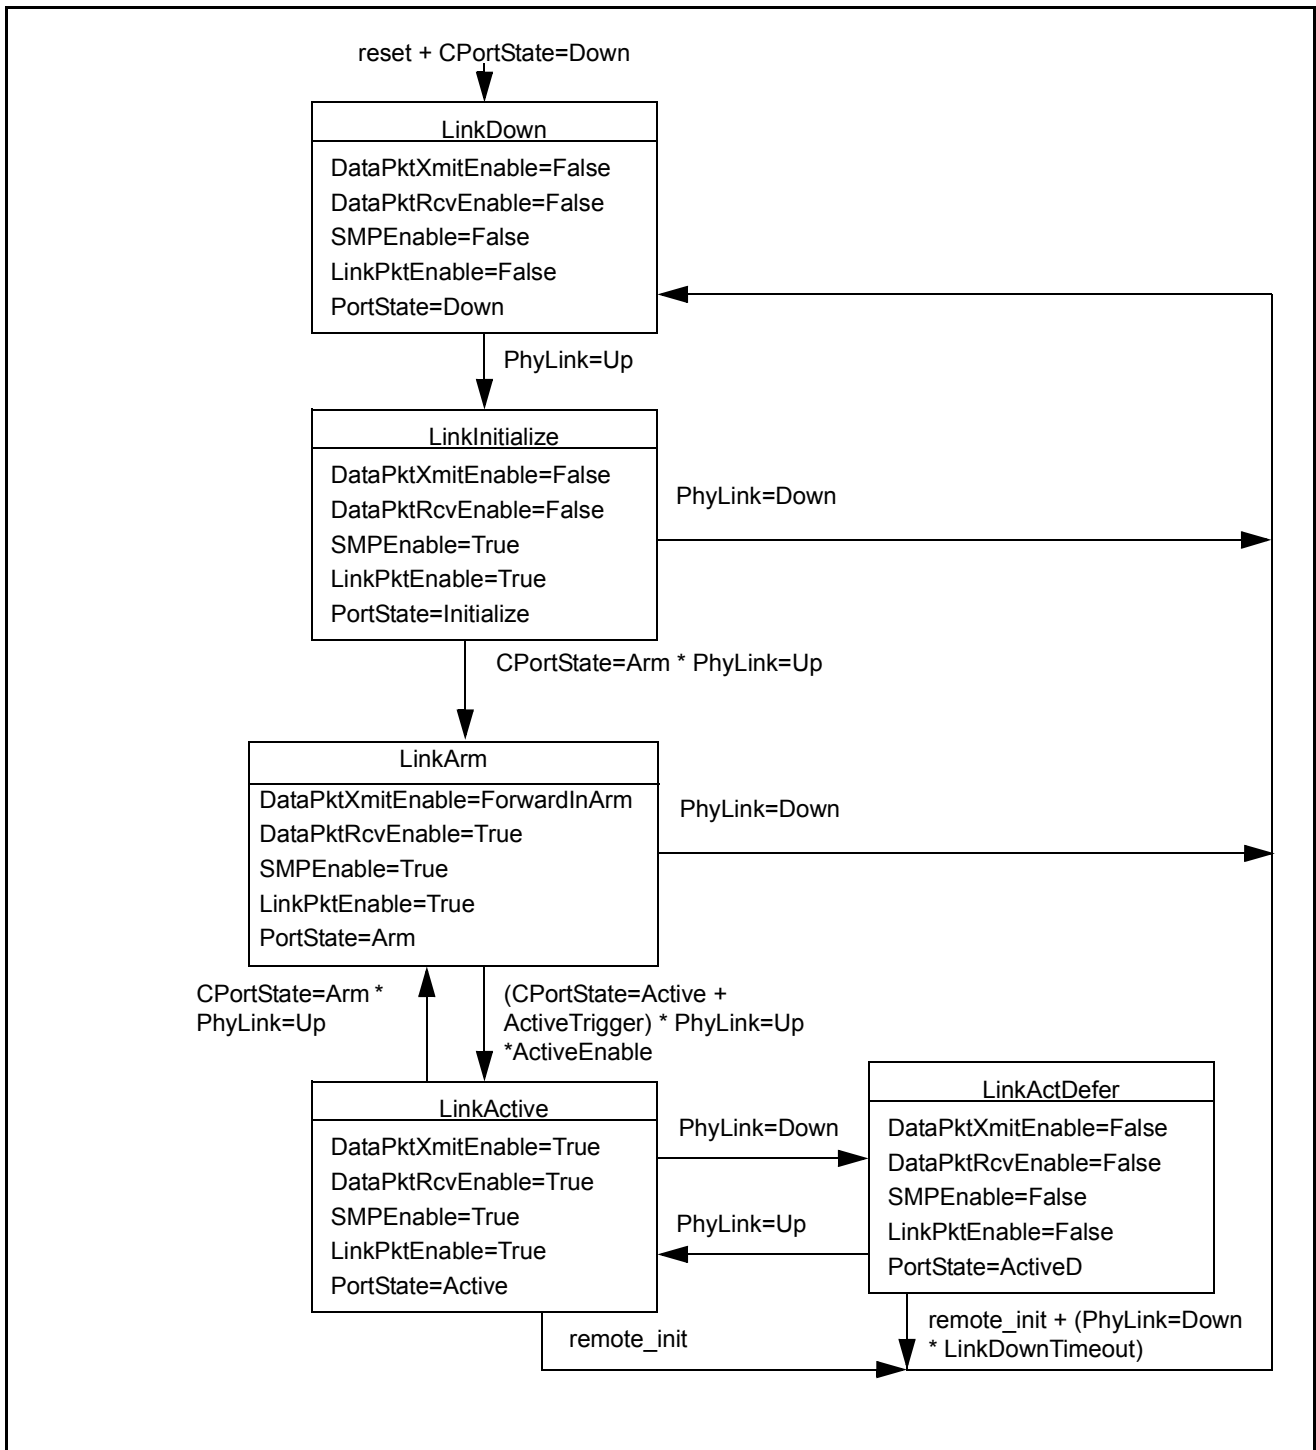 reset + CPortState=Down
LinkDown
DataPktXmitEnable=False
DataPktRcvEnable=False
SMPEnable=False
LinkPktEnable=False
PortState=Down
PhyLink=Up
LinkInitialize
DataPktXmitEnable=False
DataPktRcvEnable=False
SMPEnable=True
LinkPktEnable=True
PortState=Initialize
PhyLink=Down
CPortState=Arm * PhyLink=Up
LinkArm
DataPktXmitEnable=ForwardInArm
DataPktRcvEnable=True
SMPEnable=True
LinkPktEnable=True
PortState=Arm
PhyLink=Down
CPortState=Arm *
PhyLink=Up
(CPortState=Active +
ActiveTrigger) * PhyLink=Up
*ActiveEnable
LinkActive
DataPktXmitEnable=True
DataPktRcvEnable=True
SMPEnable=True
LinkPktEnable=True
PortState=Active
PhyLink=Down
PhyLink=Up
LinkActDefer
DataPktXmitEnable=False
DataPktRcvEnable=False
SMPEnable=False
LinkPktEnable=False
PortState=ActiveD
remote_init
remote_init + (PhyLink=Down
* LinkDownTimeout)